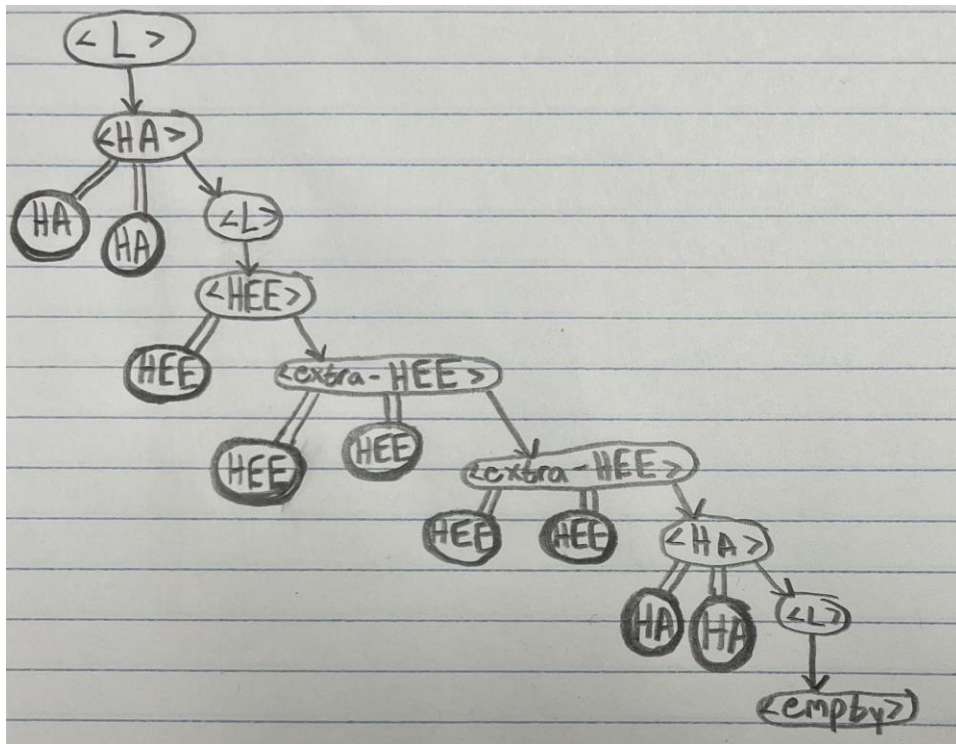 <L>
<HA>
HA
HA
<L>
<HEE>
HEE
<extra-HEE>
HEE
HEE
<extra-HEE>
HEE
HEE
<HA>
HA
HA
<L>
<empty>